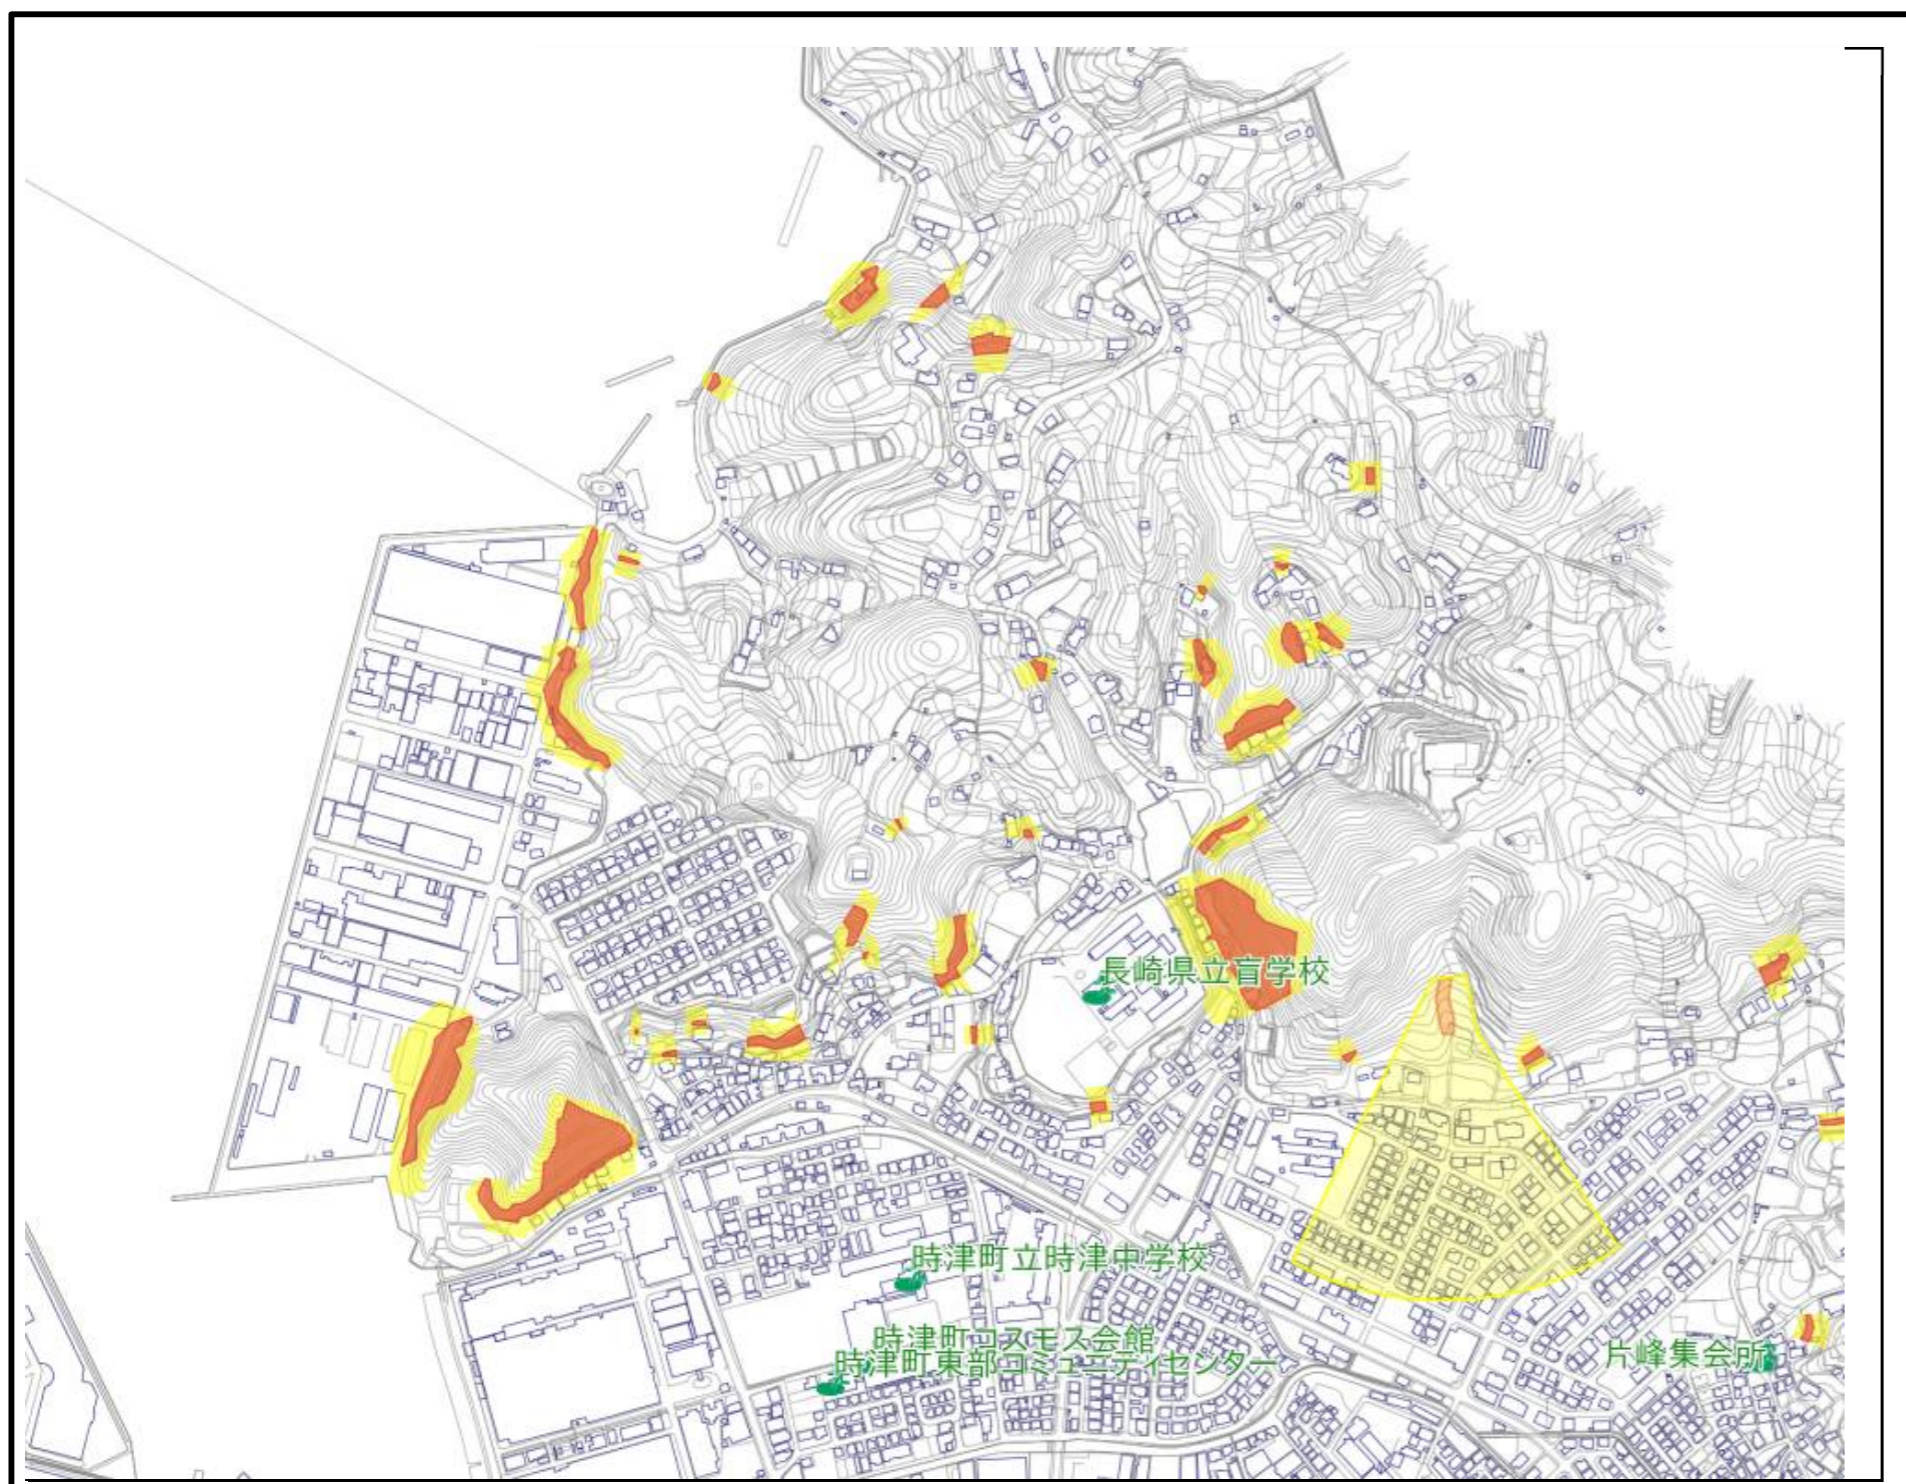 長崎県立盲学校
時津町立時津中学校
時津町コスモス会館
時津町東部コミュニティセンター
片峰集会所